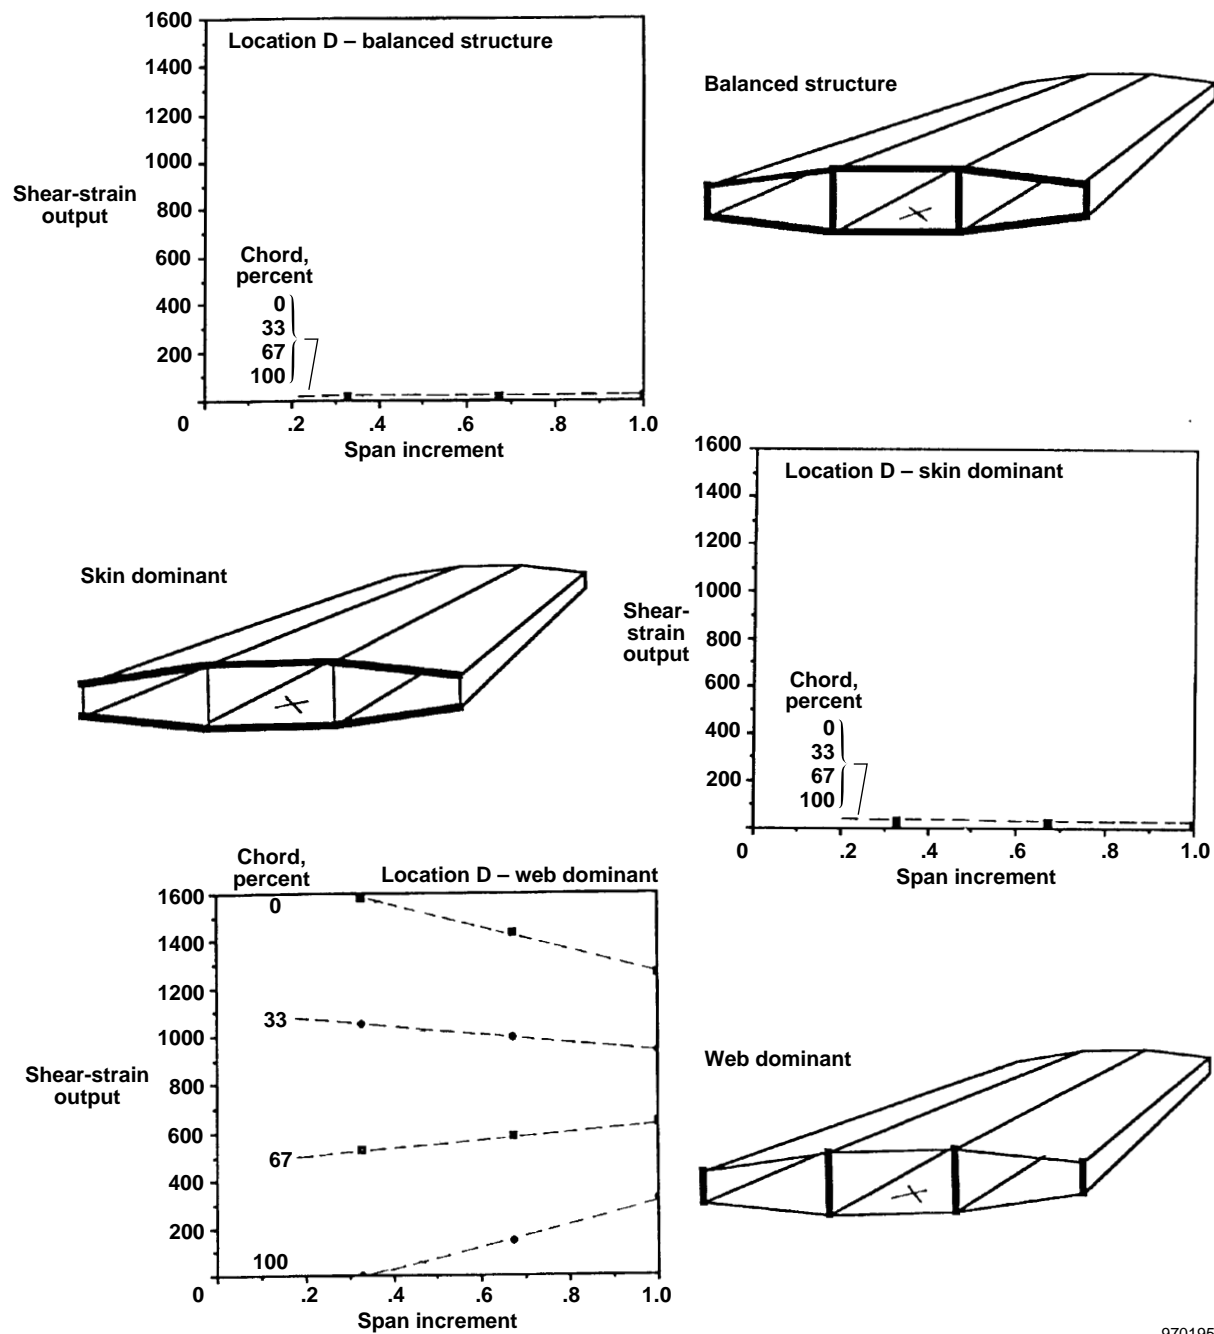 1600
Location D – balanced structure
1400
1200
1000
Shear-strain
output
800
600
Chord,
percent
400
0
33
200
67
100
0
.2
.4
.6
.8
1.0
Span increment
Balanced structure
Skin dominant
1600
Location D – skin dominant
1400
1200
1000
Shear-
strain
output
800
600
Chord,
percent
400
0
33
200
67
100
0
.2
.4
.6
.8
1.0
Span increment
Chord,
percent
Location D – web dominant
1600
0
1400
1200
33
1000
Shear-strain
output
800
600
67
400
200
100
0
.2
.4
.6
.8
1.0
Span increment
Web dominant
970195